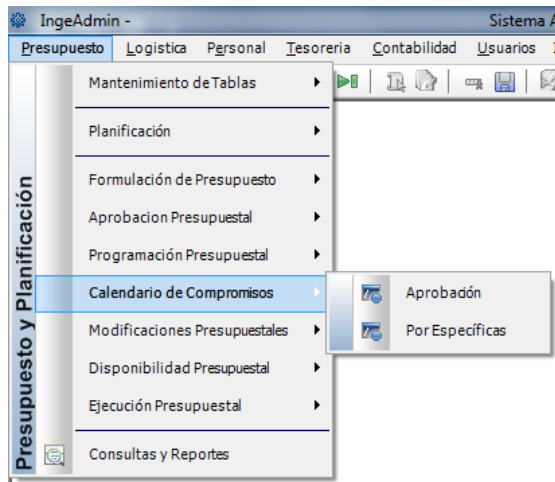 IngeAdmin - Sistema A
Presupuesto Logistica Personal Tesoreria Contabilidad Usuarios
Mantenimiento de Tablas
Planificación
Formulación de Presupuesto
Aprobacion Presupuestal
Programación Presupuestal
Calendario de Compromisos
Aprobación
Modificaciones Presupuestales
Por Específicas
Disponibilidad Presupuestal
Ejecución Presupuestal
Consultas y Reportes
Presupuesto y Planificación